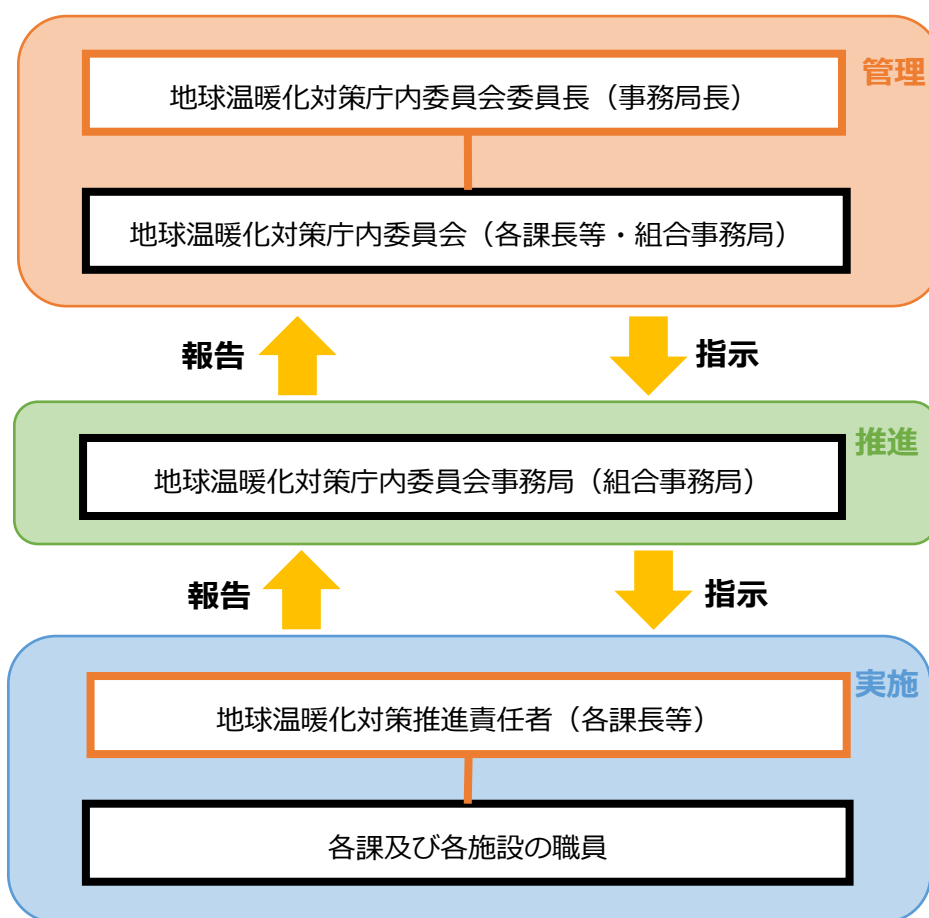 管理
地球温暖化対策庁内委員会委員長（事務局長）
地球温暖化対策庁内委員会（各課長等・組合事務局）
報告
指示
推進
地球温暖化対策庁内委員会事務局（組合事務局）
報告
指示
実施
地球温暖化対策推進責任者（各課長等）
各課及び各施設の職員